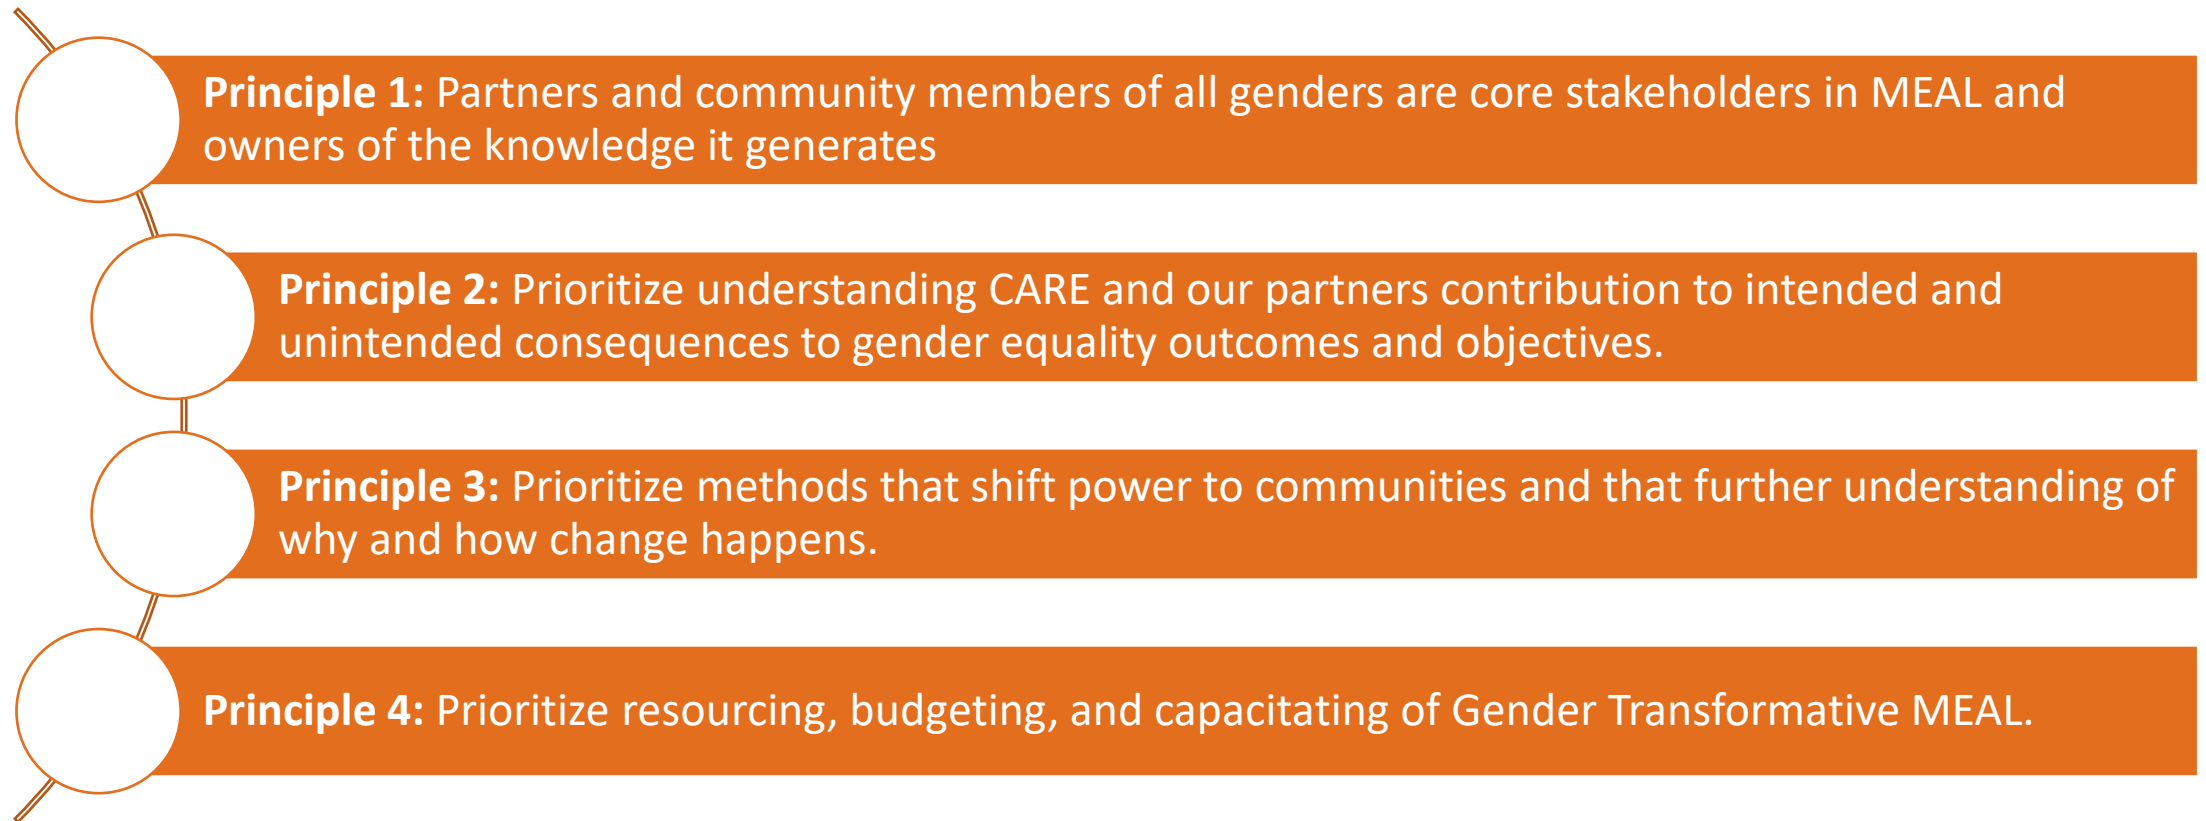 Principle 1: Partners and community members of all genders are core stakeholders in MEAL and
owners of the knowledge it generates
Principle 2: Prioritize understanding CARE and our partners contribution to intended and
unintended consequences to gender equality outcomes and objectives.
Principle 3: Prioritize methods that shift power to communities and that further understanding of
why and how change happens.
Principle 4: Prioritize resourcing, budgeting, and capacitating of Gender Transformative MEAL.